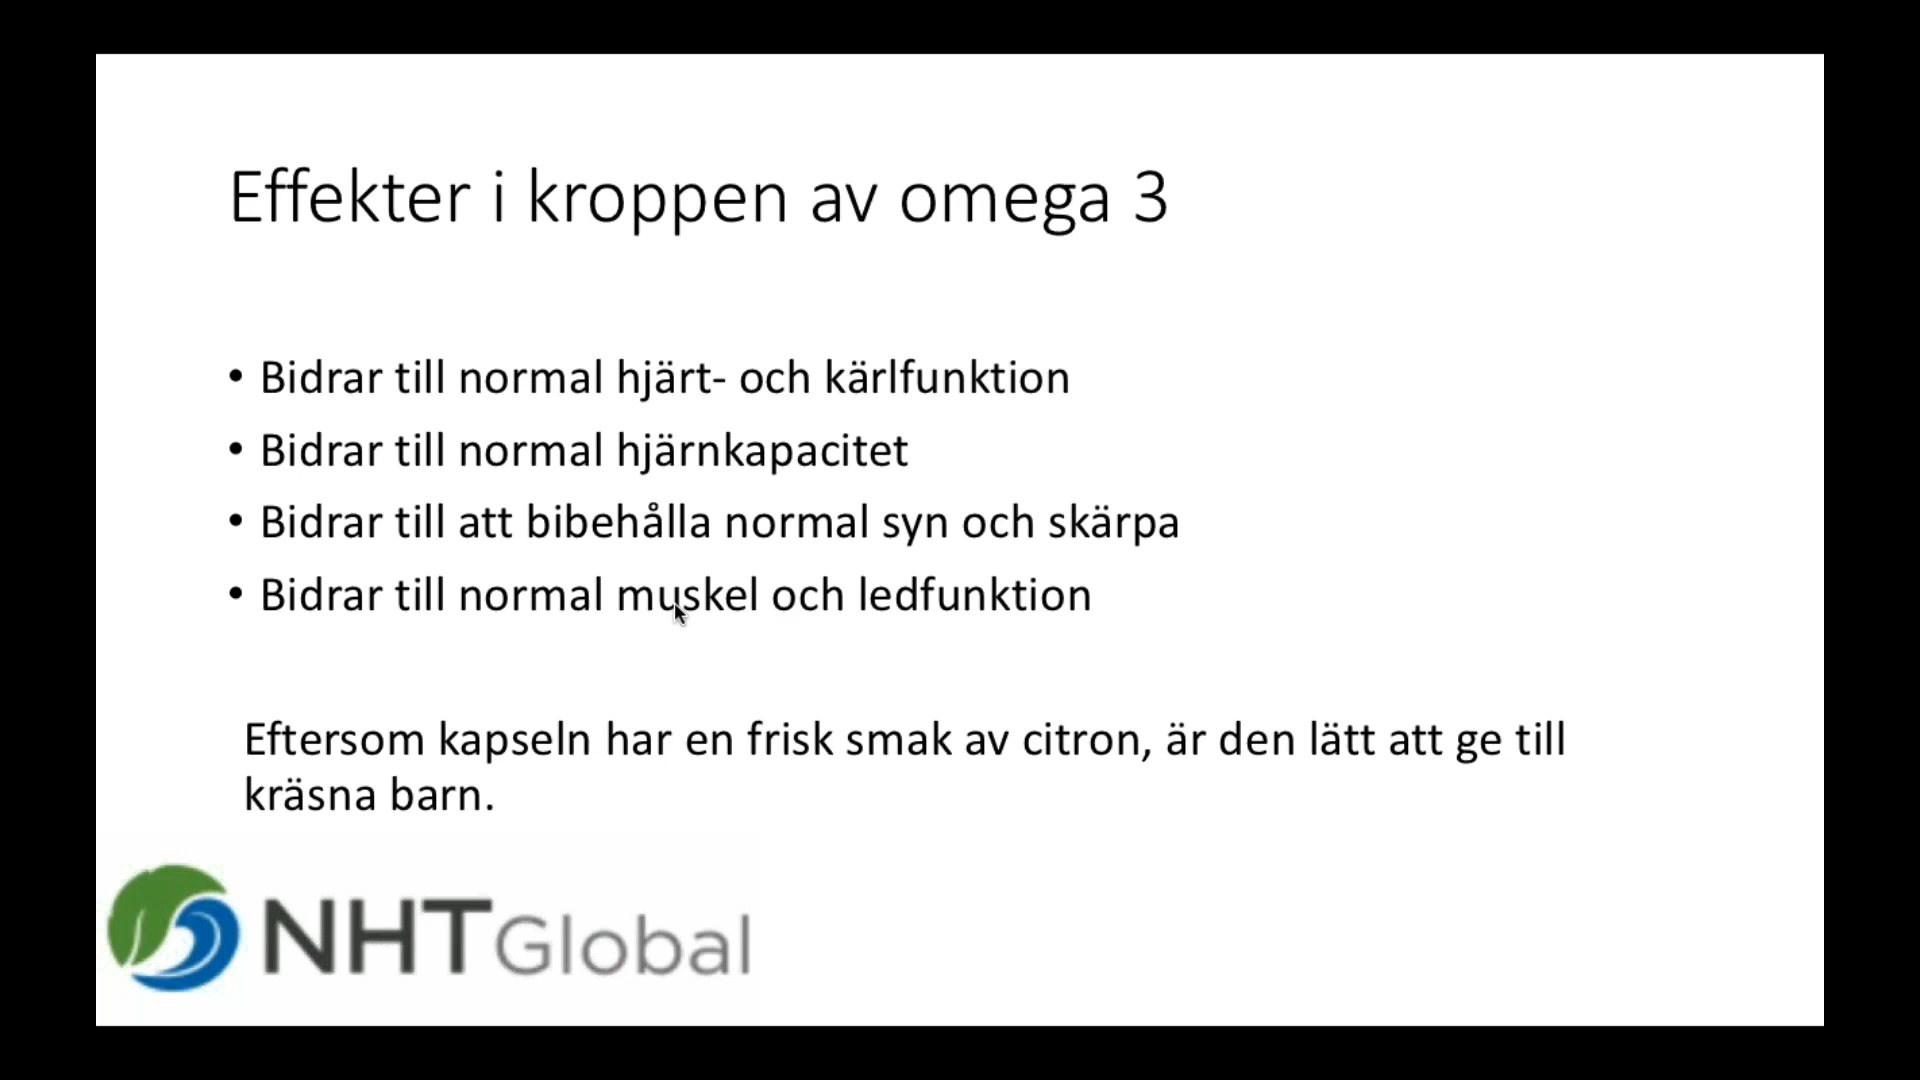 Effekter i kroppen av omega 3
• Bidrar till normal hjärt- och kärlfunktion
• Bidrar till normal hjärnkapacitet
• Bidrar till att bibehålla normal syn och skärpa
• Bidrar till normal muskel och ledfunktion
Eftersom kapseln har en frisk smak av citron, är den lätt att ge till
kräsna barn.
NHT Global